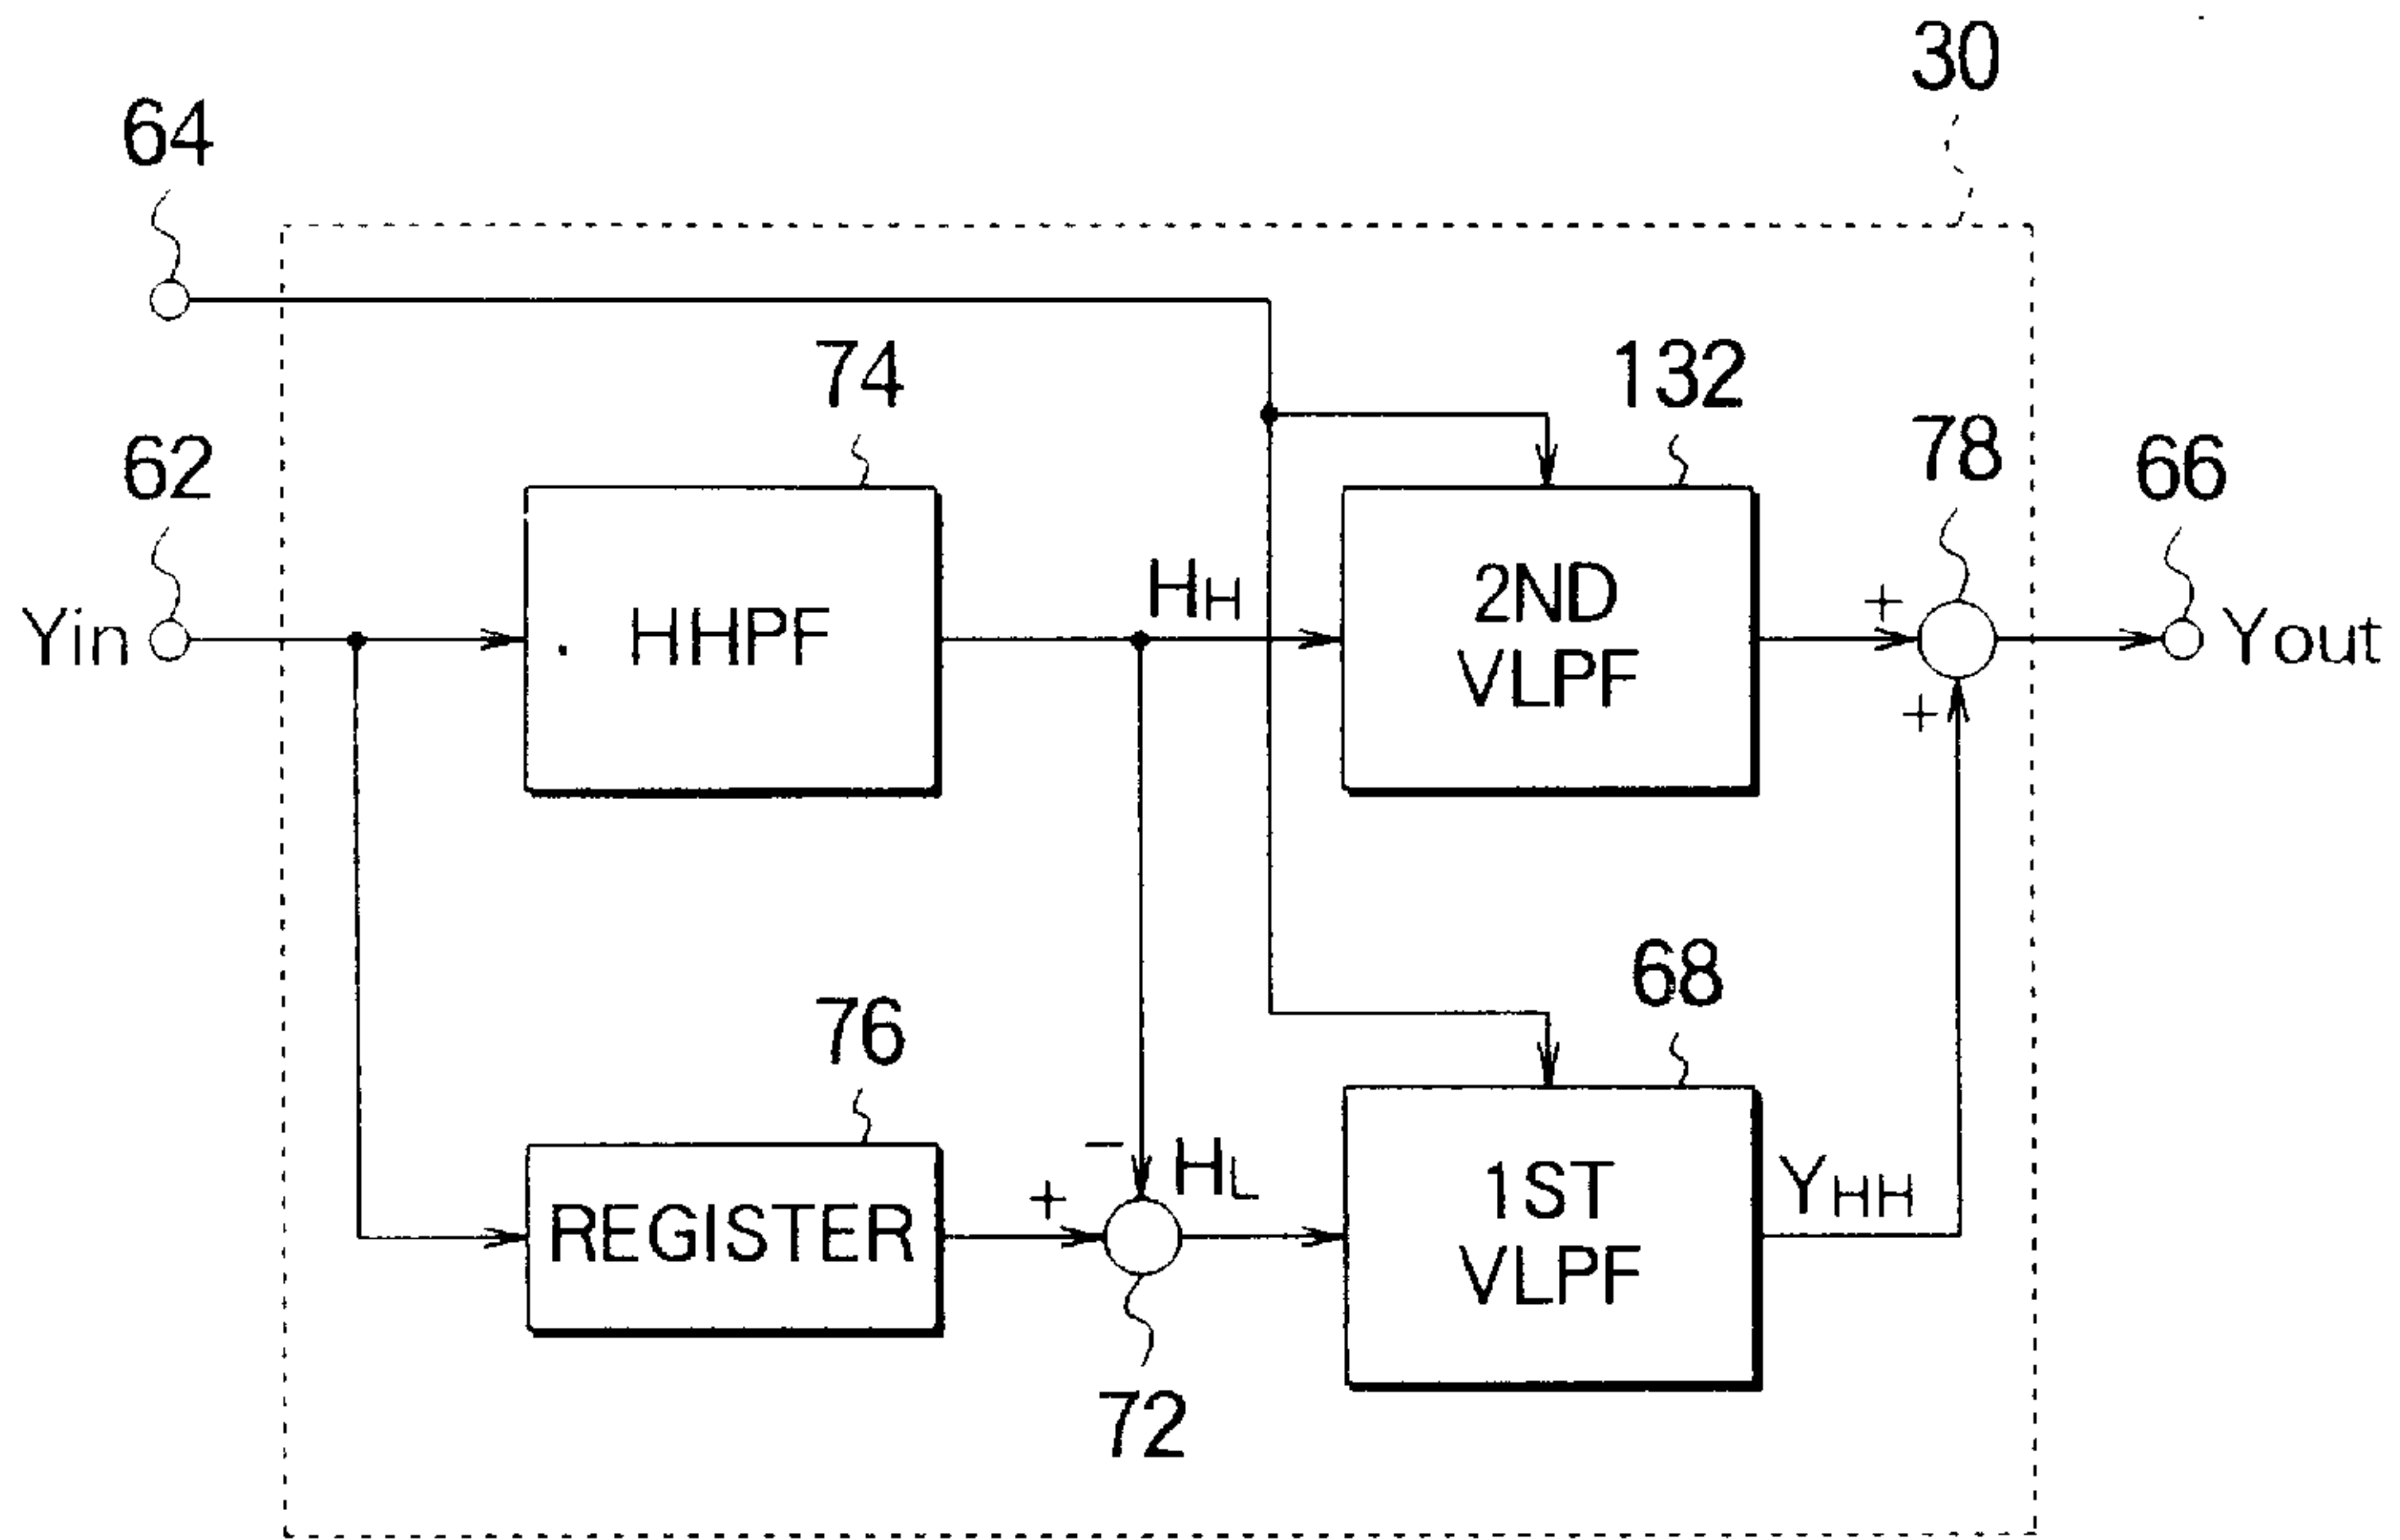 30
64
74
132
78
62
66
HH
2ND
VLPF
+
Yin
HHPF
Yout
+
68
76
−
HL
1ST
VLPF
YHH
+
REGISTER
72